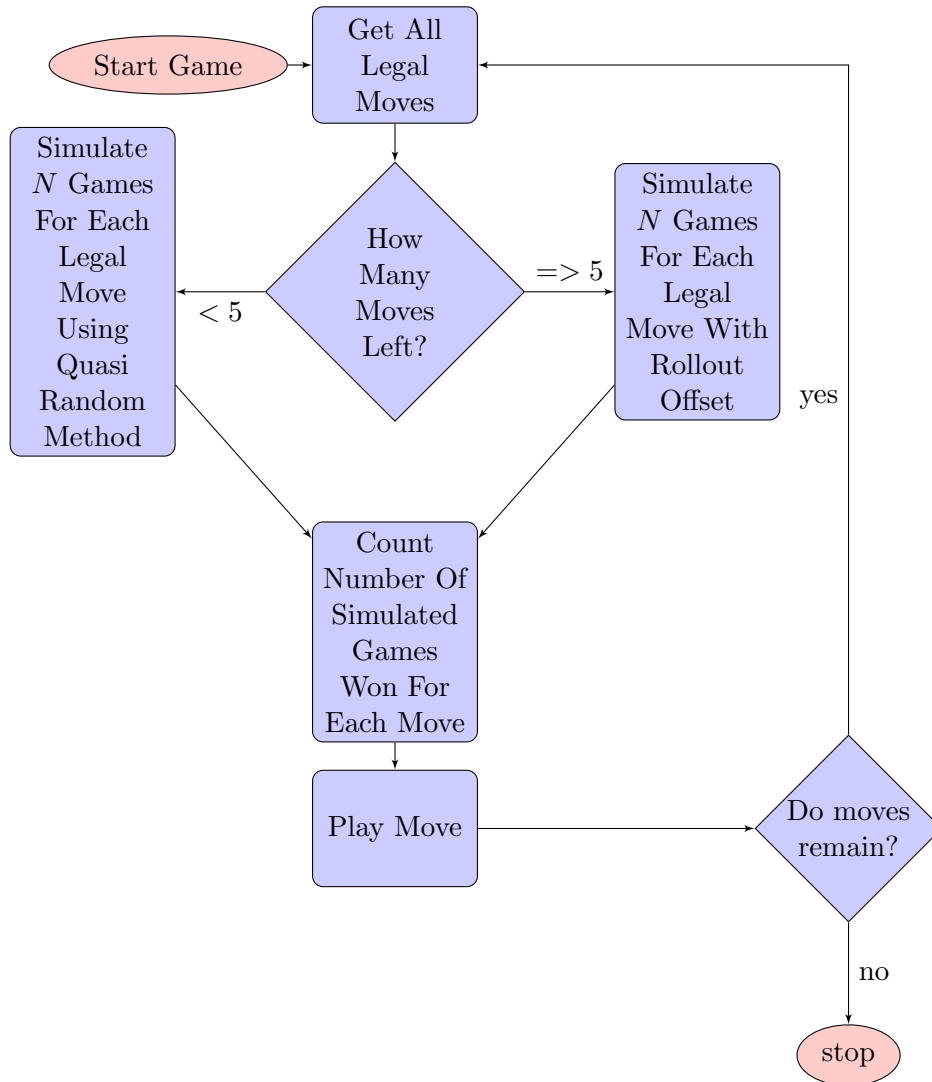 Start Game
Get All
Legal
Moves
Simulate
N Games
For Each
Legal
Move
Using
Quasi
Random
Method
< 5
How
Many
Moves
Left?
=> 5
Simulate
N Games
For Each
Legal
Move With
Rollout
Offset
yes
Count
Number Of
Simulated
Games
Won For
Each Move
Play Move
Do moves
remain?
no
stop